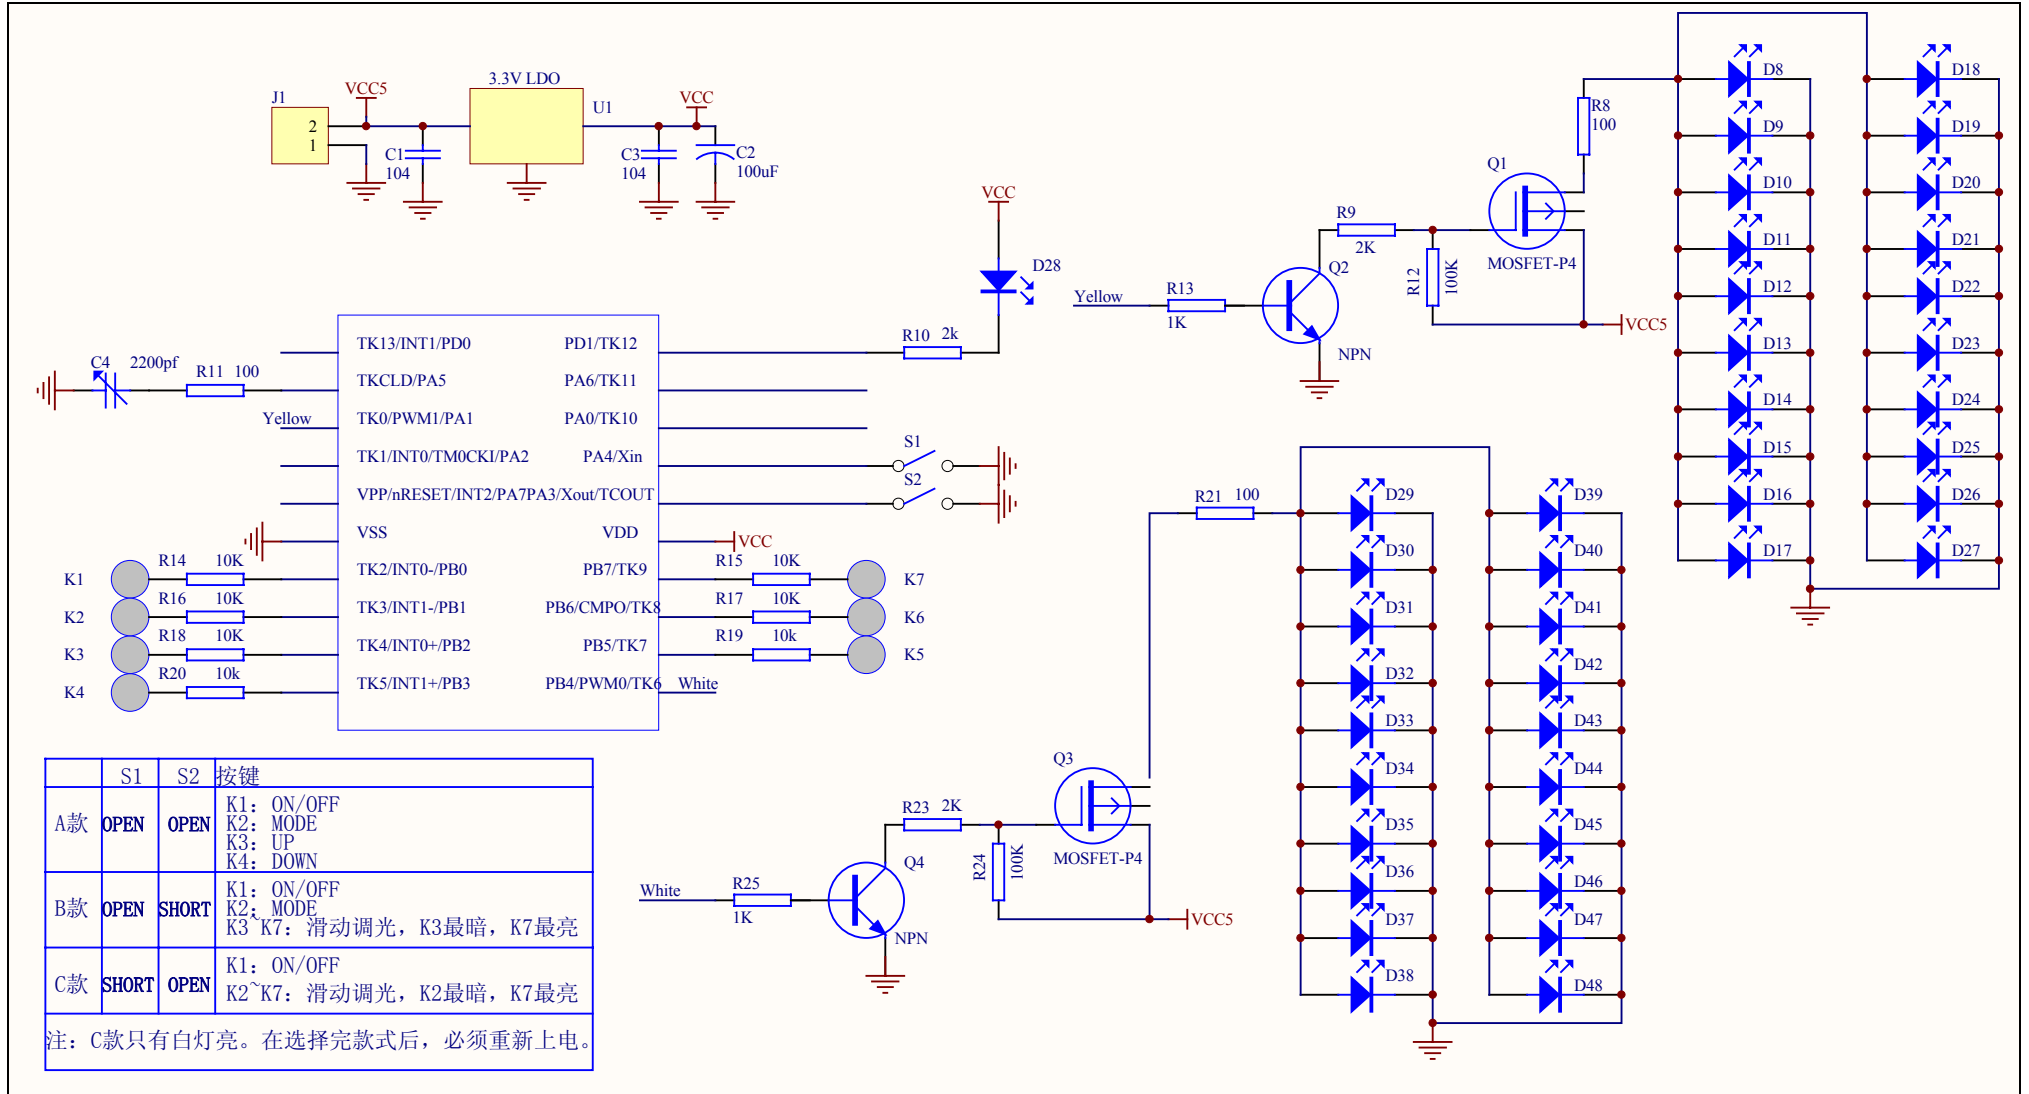 3.3V LDO
J1
VCC5
U1
VCC
2
1
C1
104
C3
104
C2
100uF
VCC
D28
R10 2k
C4
2200pf
R11 100
Yellow
TK13/INT1/PD0
PD1/TK12
TKCLD/PA5
PA6/TK11
TK0/PWM1/PA1
PA0/TK10
TK1/INT0/TM0CKI/PA2
PA4/Xin
VPP/nRESET/INT2/PA7
PA3/Xout/TCOUT
VSS
VDD
TK2/INT0-/PB0
PB7/TK9
TK3/INT1-/PB1
PB6/CMPO/TK8
TK4/INT0+/PB2
PB5/TK7
TK5/INT1+/PB3
PB4/PWM0/TK6
White
S1
S2
VCC
K1
R14 10K
K2
R16 10K
K3
R18 10K
K4
R20 10k
R15 10K
K7
R17 10K
K6
R19 10k
K5
Yellow
R13
1K
Q2
NPN
R9
2K
R12
100K
Q1
MOSFET-P4
VCC5
R8
100
D8
D9
D10
D11
D12
D13
D14
D15
D16
D17
D18
D19
D20
D21
D22
D23
D24
D25
D26
D27
White
R25
1K
Q4
NPN
R23 2K
R24
100K
Q3
MOSFET-P4
VCC5
R21 100
D29
D30
D31
D32
D33
D34
D35
D36
D37
D38
D39
D40
D41
D42
D43
D44
D45
D46
D47
D48
S1 S2 按键
A款 OPEN OPEN
K1: ON/OFF
K2: MODE
K3: UP
K4: DOWN
B款 OPEN SHORT
K1: ON/OFF
K2: MODE
K3~K7: 滑动调光, K3最暗, K7最亮
C款 SHORT OPEN
K1: ON/OFF
K2~K7: 滑动调光, K2最暗, K7最亮
注: C款只有白灯亮。在选择完款式后, 必须重新上电。